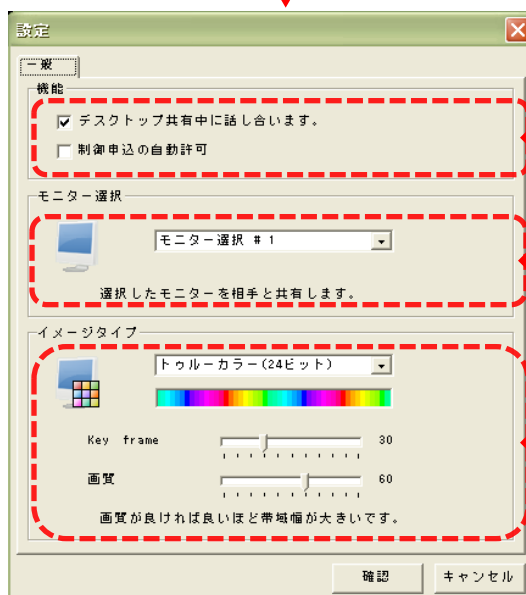 設定
一般
機能
デスクトップ共有中に話し合います。
制御申込の自動許可
モニター選択
モニター選択 # 1
選択したモニターを相手と共有します。
イメージタイプ
トゥルーカラー(24ビット)
Key frame 30
画質 60
画質が良ければ良いほど帯域幅が大きいです。
確認 キャンセル